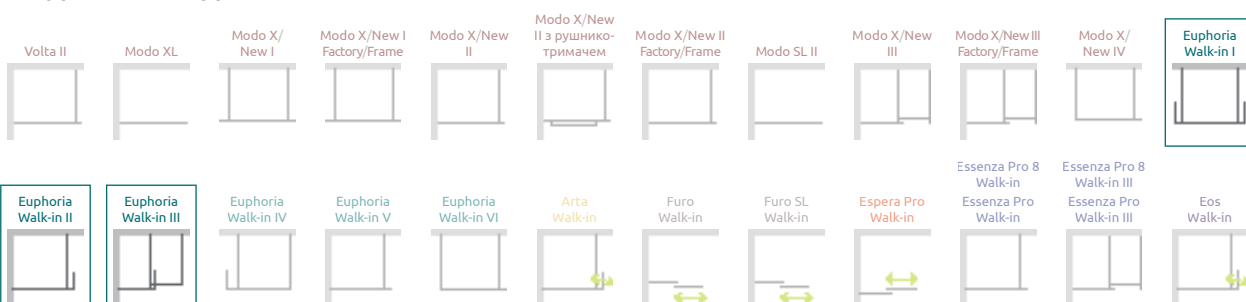 Volta II
Modo XL
Modo X/
New I
Modo X/New I
Factory/Frame
Modo X/New
II
Modo X/New
II з рушнико-
тримачем
Modo X/New II
Factory/Frame
Modo SL II
Modo X/New
III
Modo X/New III
Factory/Frame
Modo X/
New IV
Euphoria
Walk-in I
Euphoria
Walk-in II
Euphoria
Walk-in III
Euphoria
Walk-in IV
Euphoria
Walk-in V
Euphoria
Walk-in VI
Arta
Walk-in
Furo
Walk-in
Furo SL
Walk-in
Espera Pro
Walk-in
Essenza Pro 8
Walk-in
Essenza Pro
Walk-in
Essenza Pro 8
Walk-in III
Essenza Pro
Walk-in III
Eos
Walk-in